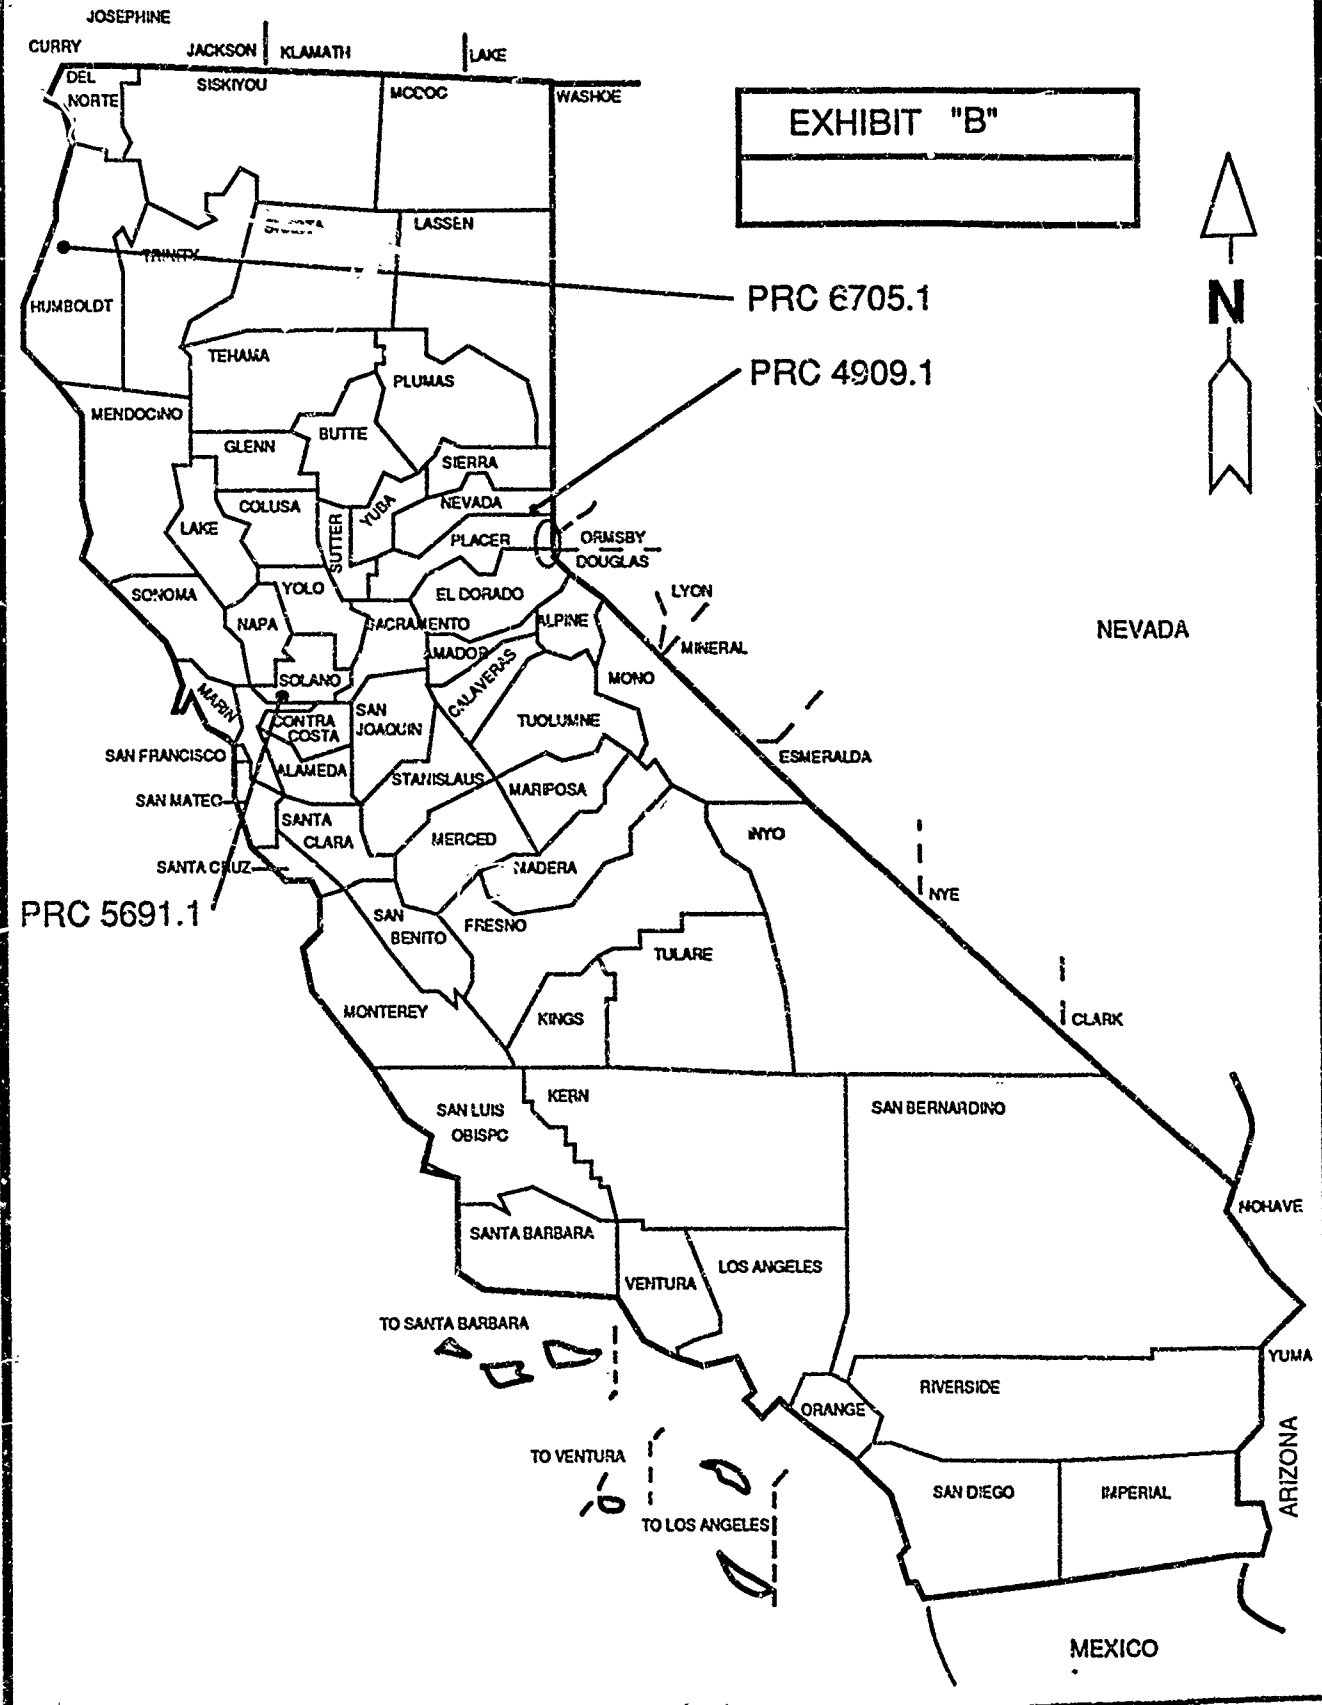 JOSEPHINE
CURRY
JACKSON
KLAMATH
LAKE
DEL
NORTE
SISKIYOU
WASHOE
EXHIBIT "B"
LASSEN
TRINITY
HUMBOLDT
PRC 6705.1
N
TEHAMA
PLUMAS
PRC 4909.1
MENDOCINO
GLENN
BUTTE
SIERRA
COLUSA
YUBA
NEVADA
LAKE
SUTTER
PLACER
ORMSBY
DOUGLAS
SONOMA
YOLO
EL DORADO
LYON
NAPA
SACRAMENTO
ALPINE
NEVADA
AMADOR
MINERAL
SOLANO
CALAVERAS
MONO
MARIN
CONTRA
COSTA
SAN
JOAQUIN
TUOLUMNE
SAN FRANCISCO
ALAMEDA
STANISLAUS
ESMERALDA
MARIPOSA
SAN MATEO
SANTA
CLARA
MERCED
INYO
SANTA CRUZ
MADERA
NYE
PRC 5691.1
SAN
BENITO
FRESNO
TULARE
MONTEREY
KINGS
CLARK
KERN
SAN LUIS
OBISPO
SAN BERNARDINO
MOHAVE
SANTA BARBARA
VENTURA
LOS ANGELES
TO SANTA BARBARA
YUMA
RIVERSIDE
ORANGE
TO VENTURA
ARIZONA
SAN DIEGO
IMPERIAL
TO LOS ANGELES
MEXICO